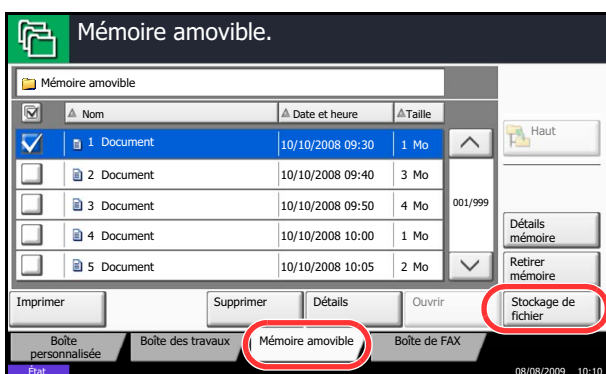 Mémoire amovible.
Mémoire amovible
Nom Date et heure Taille
1 Document 10/10/2008 09:30 1 Mo
2 Document 10/10/2008 09:40 3 Mo
3 Document 10/10/2008 09:50 4 Mo
4 Document 10/10/2008 10:00 1 Mo
5 Document 10/10/2008 10:05 2 Mo
001/999
Haut
Détails
mémoire
Retirer
mémoire
Imprimer Supprimer Détails Ouvrir Stockage de
fichier
Boîte
personnalisée Boîte des travaux Mémoire amovible Boîte de FAX
État 08/08/2009 10:10